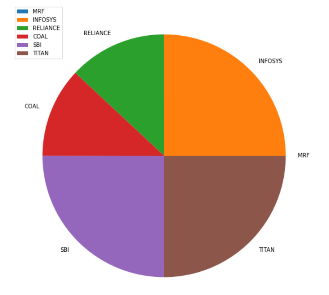 MRF
INFOSYS
RELIANCE
COAL
SBI
TITAN
RELIANCE
INFOSYS
COAL
MRF
SBI
TITAN